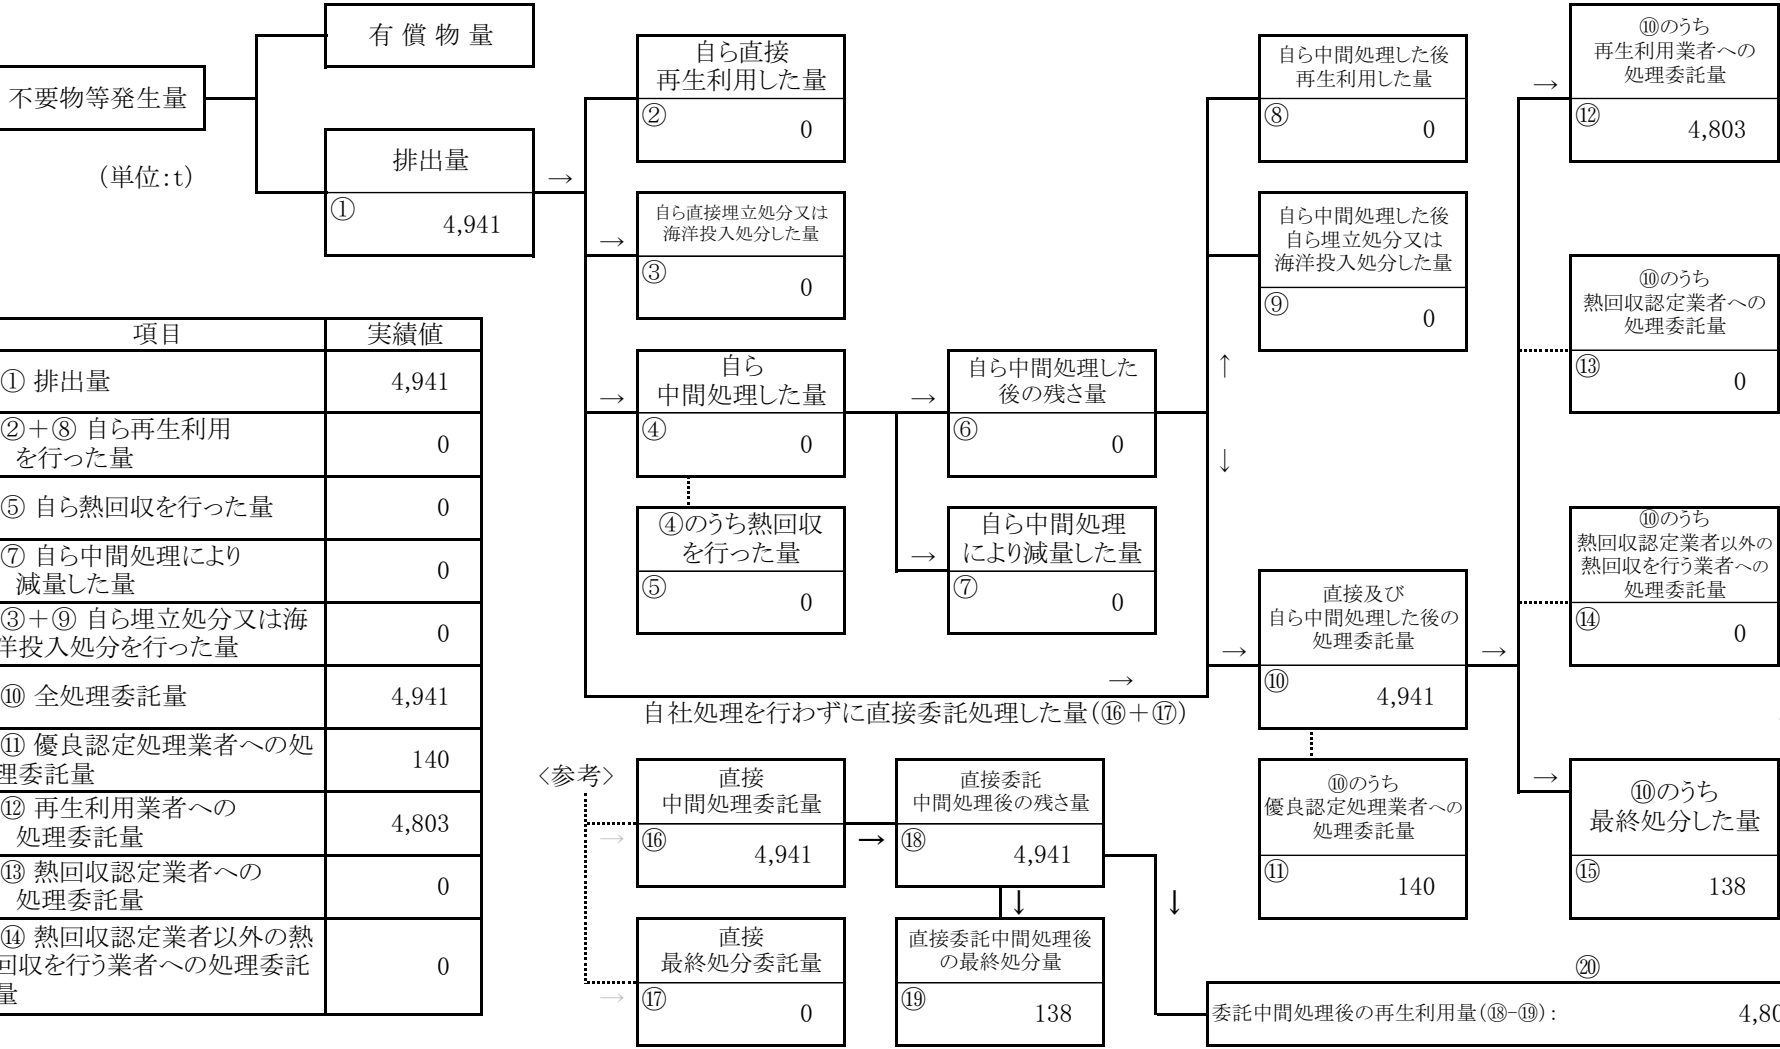 不要物等発生量
(単位:t)
有償物量
排出量
①
4,941
→
自ら直接
再生利用した量
②
0
→
自ら直接埋立処分又は
海洋投入処分した量
③
0
→
自ら
中間処理した量
④
0
④のうち熱回収
を行った量
⑤
0
→
自ら中間処理した
後の残さ量
⑥
0
→
自ら中間処理
により減量した量
⑦
0
自ら中間処理した後
再生利用した量
⑧
0
自ら中間処理した後
自ら埋立処分又は
海洋投入処分した量
⑨
0
↑
↓
→
直接及び
自ら中間処理した後の
処理委託量
⑩
4,941
→
⑩のうち
優良認定処理業者への
処理委託量
⑪
140
→
⑩のうち
再生利用業者への
処理委託量
⑫
4,803
⑩のうち
熱回収認定業者への
処理委託量
⑬
0
⑩のうち
熱回収認定業者以外の
熱回収を行う業者への
処理委託量
⑭
0
→
⑩のうち
最終処分した量
⑮
138
→
自社処理を行わずに直接委託処理した量(⑯+⑰)
<参考>
→
直接
中間処理委託量
⑯
4,941
→
直接
最終処分委託量
⑰
0
→
直接委託
中間処理後の残さ量
⑱
4,941
↓
直接委託中間処理後
の最終処分量
⑲
138
↓
⑳
委託中間処理後の再生利用量(⑱-⑲):
4,80
項目 実績値
① 排出量 4,941
②+⑧ 自ら再生利用
を行った量 0
⑤ 自ら熱回収を行った量 0
⑦ 自ら中間処理により
減量した量 0
③+⑨ 自ら埋立処分又は海
洋投入処分を行った量 0
⑩ 全処理委託量 4,941
⑪ 優良認定処理業者への処
理委託量 140
⑫ 再生利用業者への
処理委託量 4,803
⑬ 熱回収認定業者への
処理委託量 0
⑭ 熱回収認定業者以外の熱
回収を行う業者への処理委託
量 0